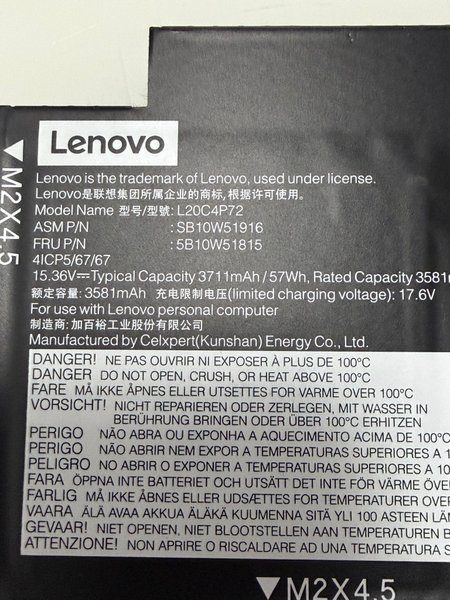 Lenovo
Lenovo is the trademark of Lenovo, used under license.
Lenovo是联想集团所属企业的商标, 根据许可使用。
Model Name 型号/型號: L20C4P72
ASM P/N : SB10W51916
FRU P/N : 5B10W51815
4ICP5/67/67
15.36V⎓Typical Capacity 3711mAh / 57Wh, Rated Capacity 3581m
额定容量: 3581mAh 充电限制电压(limited charging voltage): 17.6V
For use with Lenovo personal computer
制造商: 加百裕工业股份有限公司
Manufactured by Celxpert(Kunshan) Energy Co., Ltd.
DANGER! NE PAS OUVRIR NI EXPOSER À PLUS DE 100°C
DANGER DO NOT OPEN, CRUSH, OR HEAT ABOVE 100°C
FARE MÅ IKKE ÅPNES ELLER UTSETTES FOR VARME OVER 100°C
VORSICHT! NICHT REPARIEREN ODER ZERLEGEN, MIT WASSER IN
BERÜHRUNG BRINGEN ODER ÜBER 100°C ERHITZEN
PERIGO NÃO ABRA OU EXPONHA A AQUECIMENTO ACIMA DE 100°C
PERIGO NÃO ABRIR NEM EXPOR A TEMPERATURAS SUPERIORES A 1
PELIGRO NO ABRIR O EXPONER A TEMPERATURAS SUPERIORES A 10
FARA ÖPPNA INTE BATTERIET OCH UTSÄTT DET INTE FÖR VÄRME ÖVE
FARLIG MÅ IKKE ÅBNES ELLER UDSÆTTES FOR TEMPERATURER OVER
VAARA ÄLÄ AVAA AKKUA ÄLÄKÄ KUUMENNA SITÄ YLI 100 ASTEEN LÄM
GEVAAR! NIET OPENEN, NIET BLOOTSTELLEN AAN TEMPERATUREN B
ATTENZIONE! NON APRIRE O RISCALDARE AD UNA TEMPERATURA SUP
M2X4.5
M2X4.5